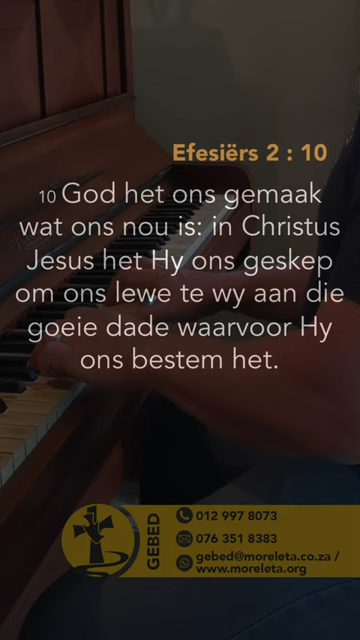 Efesiërs 2 : 10
10 God het ons gemaak
wat ons nou is: in Christus
Jesus het Hy ons geskep
om ons lewe te wy aan die
goeie dade waarvoor Hy
ons bestem het.
GEBED
012 997 8073
076 351 8383
gebed@moreleta.co.za /
www.moreleta.org